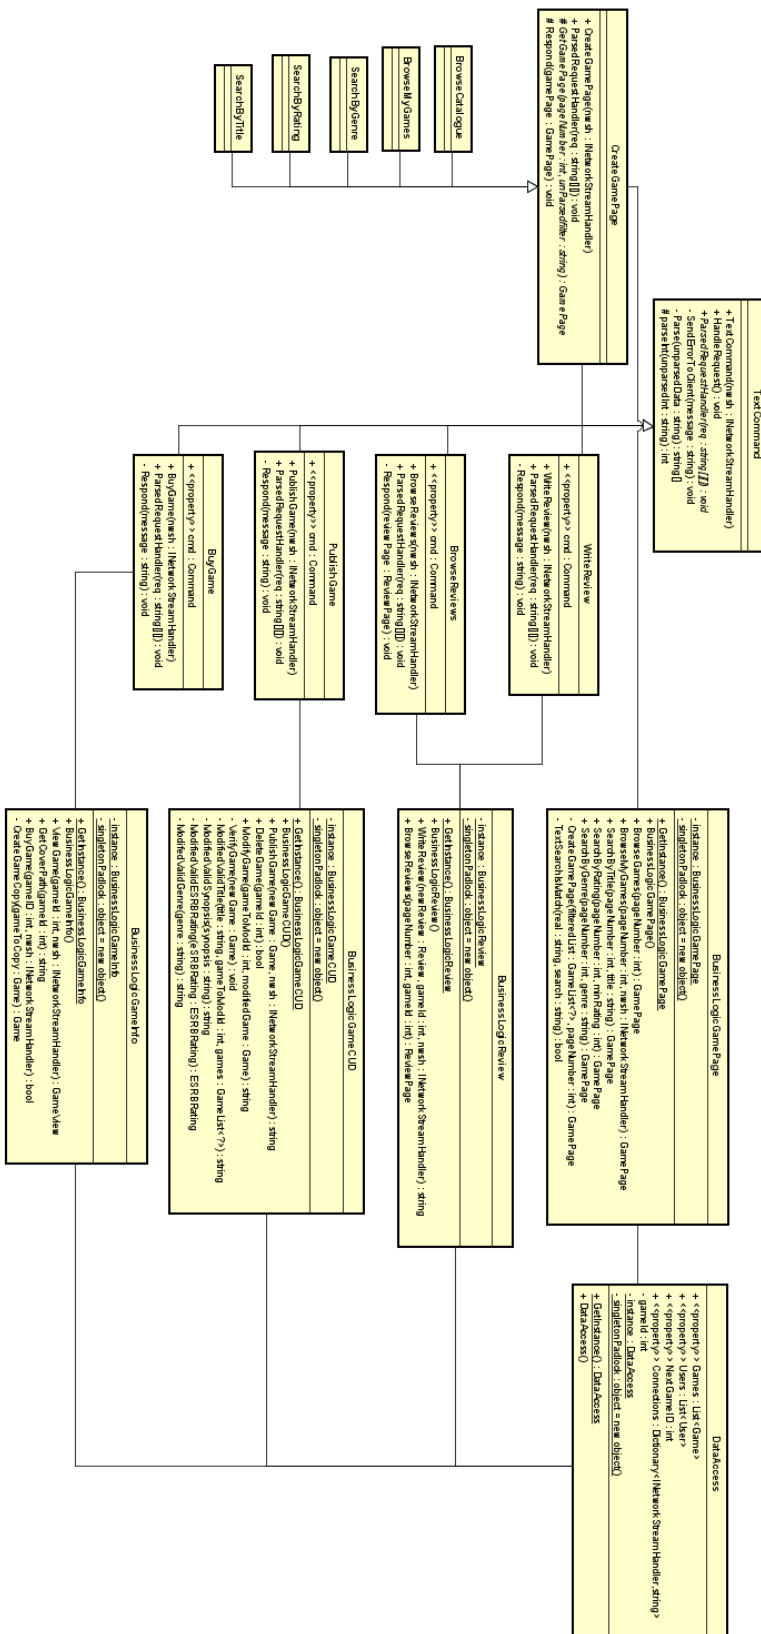 TextCommand
+ TextCommand(nwsh : INetworkStreamHandler)
+ HandleRequest() : void
+ ParsedRequestHandler(req : string[]) : void
- SendErrorToClient(message : string) : void
- Parse(unparsedData : string) : string[]
# parseInt(unparsedInt : string) : int
CreateGamePage
+ CreateGamePage(nwsh : INetworkStreamHandler)
+ ParsedRequestHandler(req : string[]) : void
# GetGamePage(pageNumber : int, unParsedfilter : string) : GamePage
# Respond(gamePage : GamePage) : void
BrowseCatalogue
BrowseMyGames
SearchByGenre
SearchByRating
SearchByTitle
WriteReview
+ <<property>> cmd : Command
+ WriteReview(nwsh : INetworkStreamHandler)
+ ParsedRequestHandler(req : string[]) : void
- Respond(message : string) : void
BrowseReviews
+ <<property>> cmd : Command
+ BrowseReviews(nwsh : INetworkStreamHandler)
+ ParsedRequestHandler(req : string[]) : void
- Respond(reviewPage : ReviewPage) : void
PublishGame
+ <<property>> cmd : Command
+ PublishGame(nwsh : INetworkStreamHandler)
+ ParsedRequestHandler(req : string[]) : void
- Respond(message : string) : void
BuyGame
+ <<property>> cmd : Command
+ BuyGame(nwsh : INetworkStreamHandler)
+ ParsedRequestHandler(req : string[]) : void
- Respond(message : string) : void
BusinessLogicGamePage
- instance : BusinessLogicGamePage
- singletonPadlock : object = new object()
+ GetInstance() : BusinessLogicGamePage
+ BusinessLogicGamePage()
+ BrowseGames(pageNumber : int) : GamePage
+ BrowseMyGames(pageNumber : int, nwsh : INetworkStreamHandler) : GamePage
+ SearchByTitle(pageNumber : int, title : string) : GamePage
+ SearchByRating(pageNumber : int, minRating : int) : GamePage
+ SearchByGenre(pageNumber : int, genre : string) : GamePage
- CreateGamePage(filteredList : GameList<?>, pageNumber : int) : GamePage
- TextSearchIsMatch(real : string, search : string) : bool
BusinessLogicReview
- instance : BusinessLogicReview
- singletonPadlock : object = new object()
+ GetInstance() : BusinessLogicReview
+ BusinessLogicReview()
+ WriteReview(newReview : Review, gameId : int, nwsh : INetworkStreamHandler) : string
+ BrowseReviews(pageNumber : int, gameId : int) : ReviewPage
BusinessLogicGameCUD
- instance : BusinessLogicGameCUD
- singletonPadlock : object = new object()
+ GetInstance() : BusinessLogicGameCUD
+ BusinessLogicGameCUD()
+ PublishGame(newGame : Game, nwsh : INetworkStreamHandler) : string
+ DeleteGame(gameId : int) : bool
+ ModifyGame(gameToModId : int, modifiedGame : Game) : string
- VerifyGame(newGame : Game) : void
- ModifiedValidTitle(title : string, gameToModId : int, games : GameList<?>) : string
- ModifiedValidSynopsis(synopsis : string) : string
- ModifiedValidESRBRating(eSRBRating : ESRBRating) : ESRBRating
- ModifiedValidGenre(genre : string) : string
BusinessLogicGameInfo
- instance : BusinessLogicGameInfo
- singletonPadlock : object = new object()
+ GetInstance() : BusinessLogicGameInfo
+ BusinessLogicGameInfo()
+ ViewGame(gameId : int, nwsh : INetworkStreamHandler) : GameView
+ GetCoverPath(gameId : int) : string
+ BuyGame(gameID : int, nwsh : INetworkStreamHandler) : bool
- CreateGameCopy(gameToCopy : Game) : Game
DataAccess
+ <<property>> Games : List<Game>
+ <<property>> Users : List<User>
+ <<property>> NextGameID : int
+ <<property>> Connections : Dictionary<INetworkStreamHandler,string>
- gameId : int
- instance : DataAccess
- singletonPadlock : object = new object()
+ GetInstance() : DataAccess
+ DataAccess()